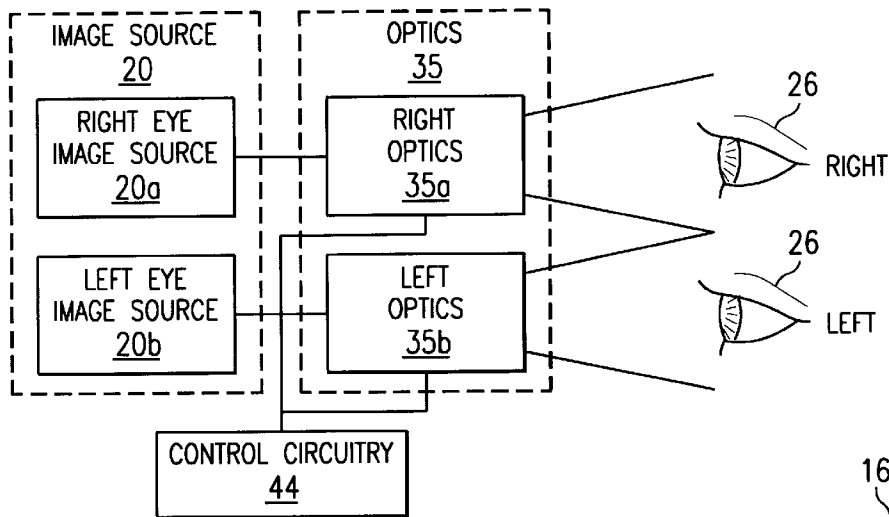 IMAGE SOURCE
20
RIGHT EYE
IMAGE SOURCE
20a
LEFT EYE
IMAGE SOURCE
20b
OPTICS
35
RIGHT
OPTICS
35a
LEFT
OPTICS
35b
26
RIGHT
26
LEFT
CONTROL CIRCUITRY
44
16